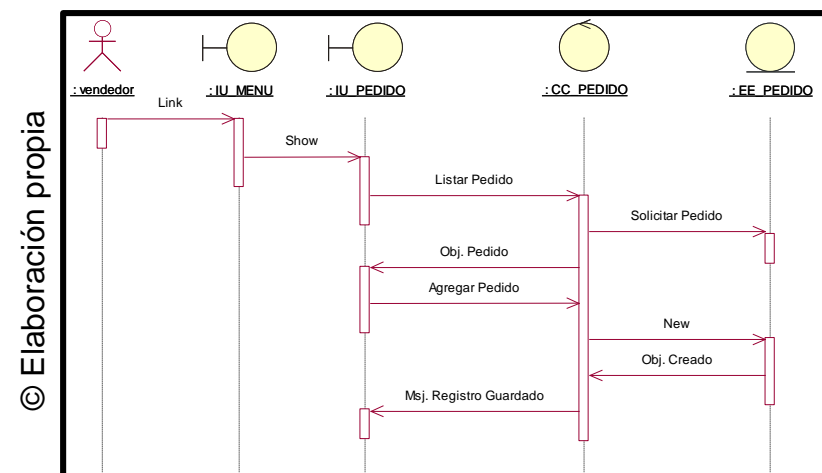 : vendedor
: IU_MENU
: IU_PEDIDO
: CC_PEDIDO
: EE_PEDIDO
Link
Show
Listar Pedido
Solicitar Pedido
Obj. Pedido
Agregar Pedido
New
Obj. Creado
Msj. Registro Guardado
© Elaboración propia